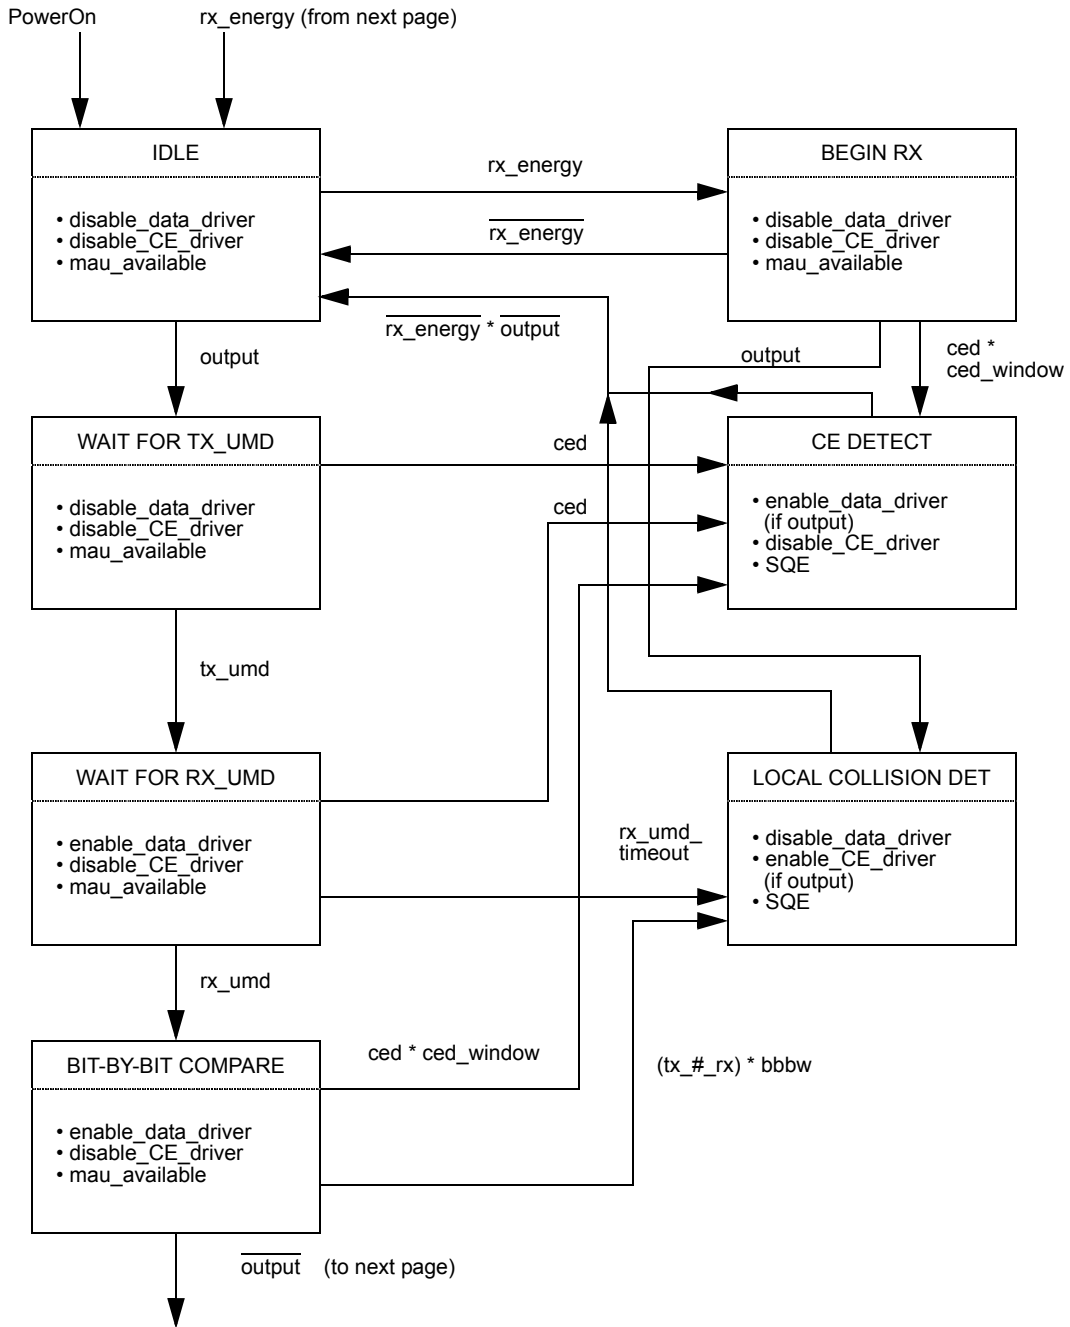 PowerOn
rx_energy (from next page)
IDLE
• disable_data_driver
• disable_CE_driver
• mau_available
rx_energy
rx_energy
BEGIN RX
• disable_data_driver
• disable_CE_driver
• mau_available
rx_energy * output
output
output
ced *
ced_window
WAIT FOR TX_UMD
• disable_data_driver
• disable_CE_driver
• mau_available
ced
ced
CE DETECT
• enable_data_driver
(if output)
• disable_CE_driver
• SQE
tx_umd
WAIT FOR RX_UMD
• enable_data_driver
• disable_CE_driver
• mau_available
rx_umd_
timeout
LOCAL COLLISION DET
• disable_data_driver
• enable_CE_driver
(if output)
• SQE
rx_umd
BIT-BY-BIT COMPARE
• enable_data_driver
• disable_CE_driver
• mau_available
ced * ced_window
(tx_#_rx) * bbbw
output (to next page)